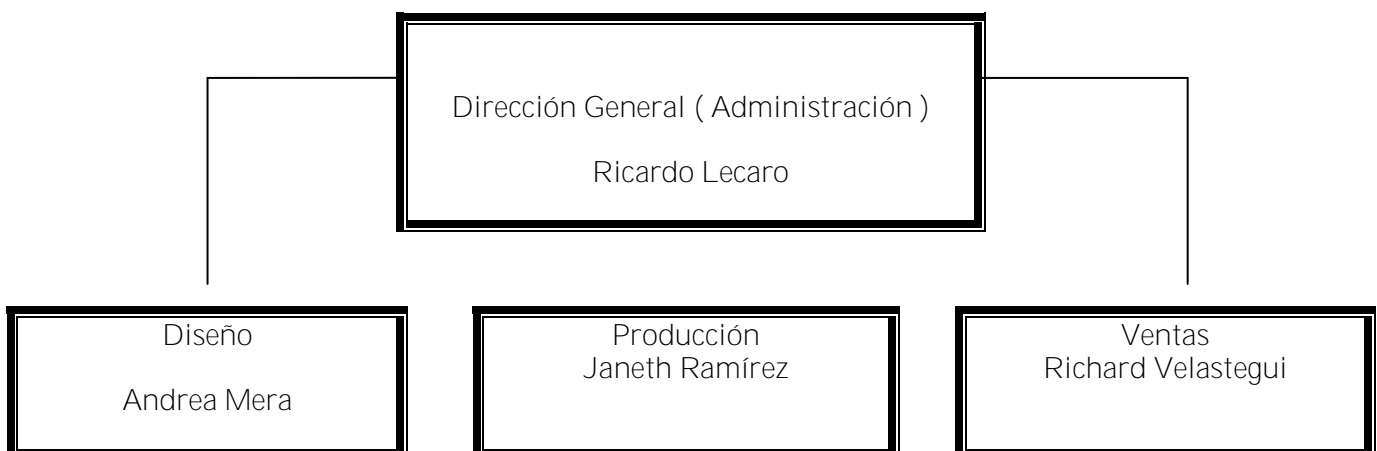 Dirección General ( Administración )
Ricardo Lecaro
Diseño
Andrea Mera
Producción
Janeth Ramírez
Ventas
Richard Velastegui